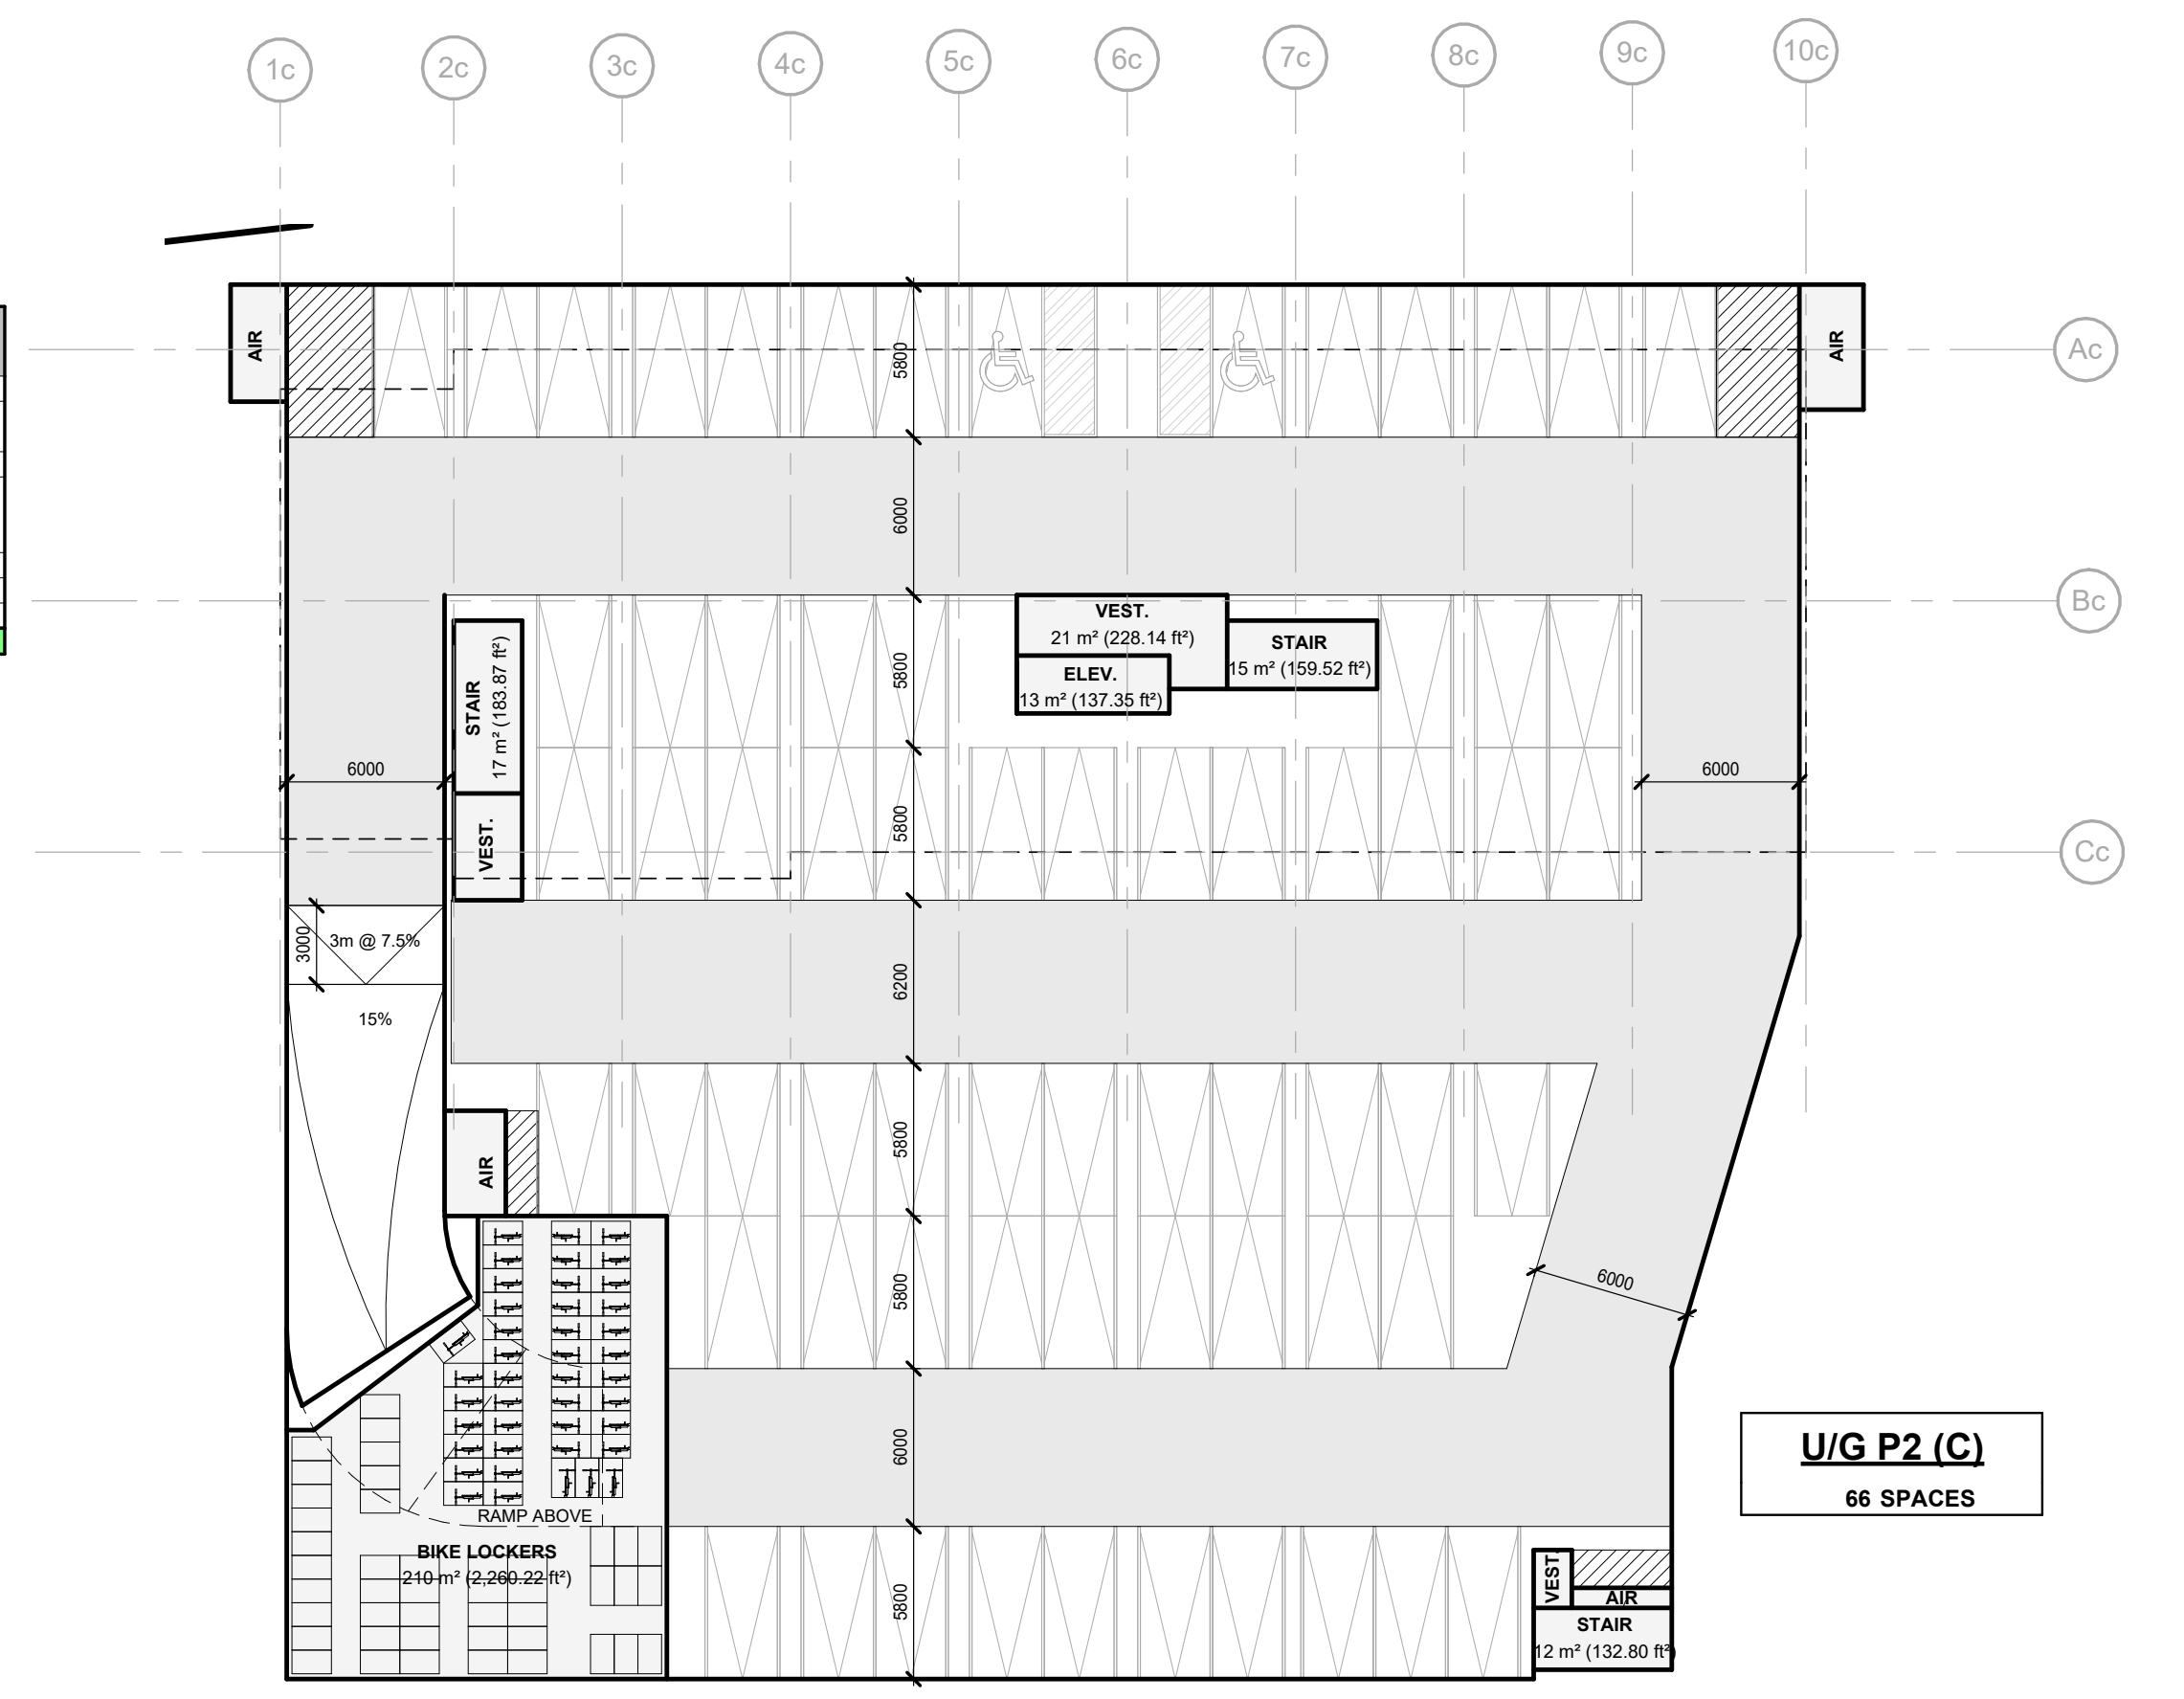 1c
2c
3c
4c
5c
6c
7c
8c
9c
10c
AIR
5800
AIR
Ac
6000
Bc
VEST.
21 m² (228.14 ft²)
STAIR
15 m² (159.52 ft²)
ELEV.
13 m² (137.35 ft²)
STAIR
17 m² (183.87 ft²)
5800
6000
6000
VEST.
5800
Cc
3000
3m @ 7.5%
6200
15%
AIR
5800
5800
6000
6000
U/G P2 (C)
66 SPACES
RAMP ABOVE
BIKE LOCKERS
210 m² (2,260.22 ft²)
5800
VEST.
AIR
STAIR
12 m² (132.80 ft²)